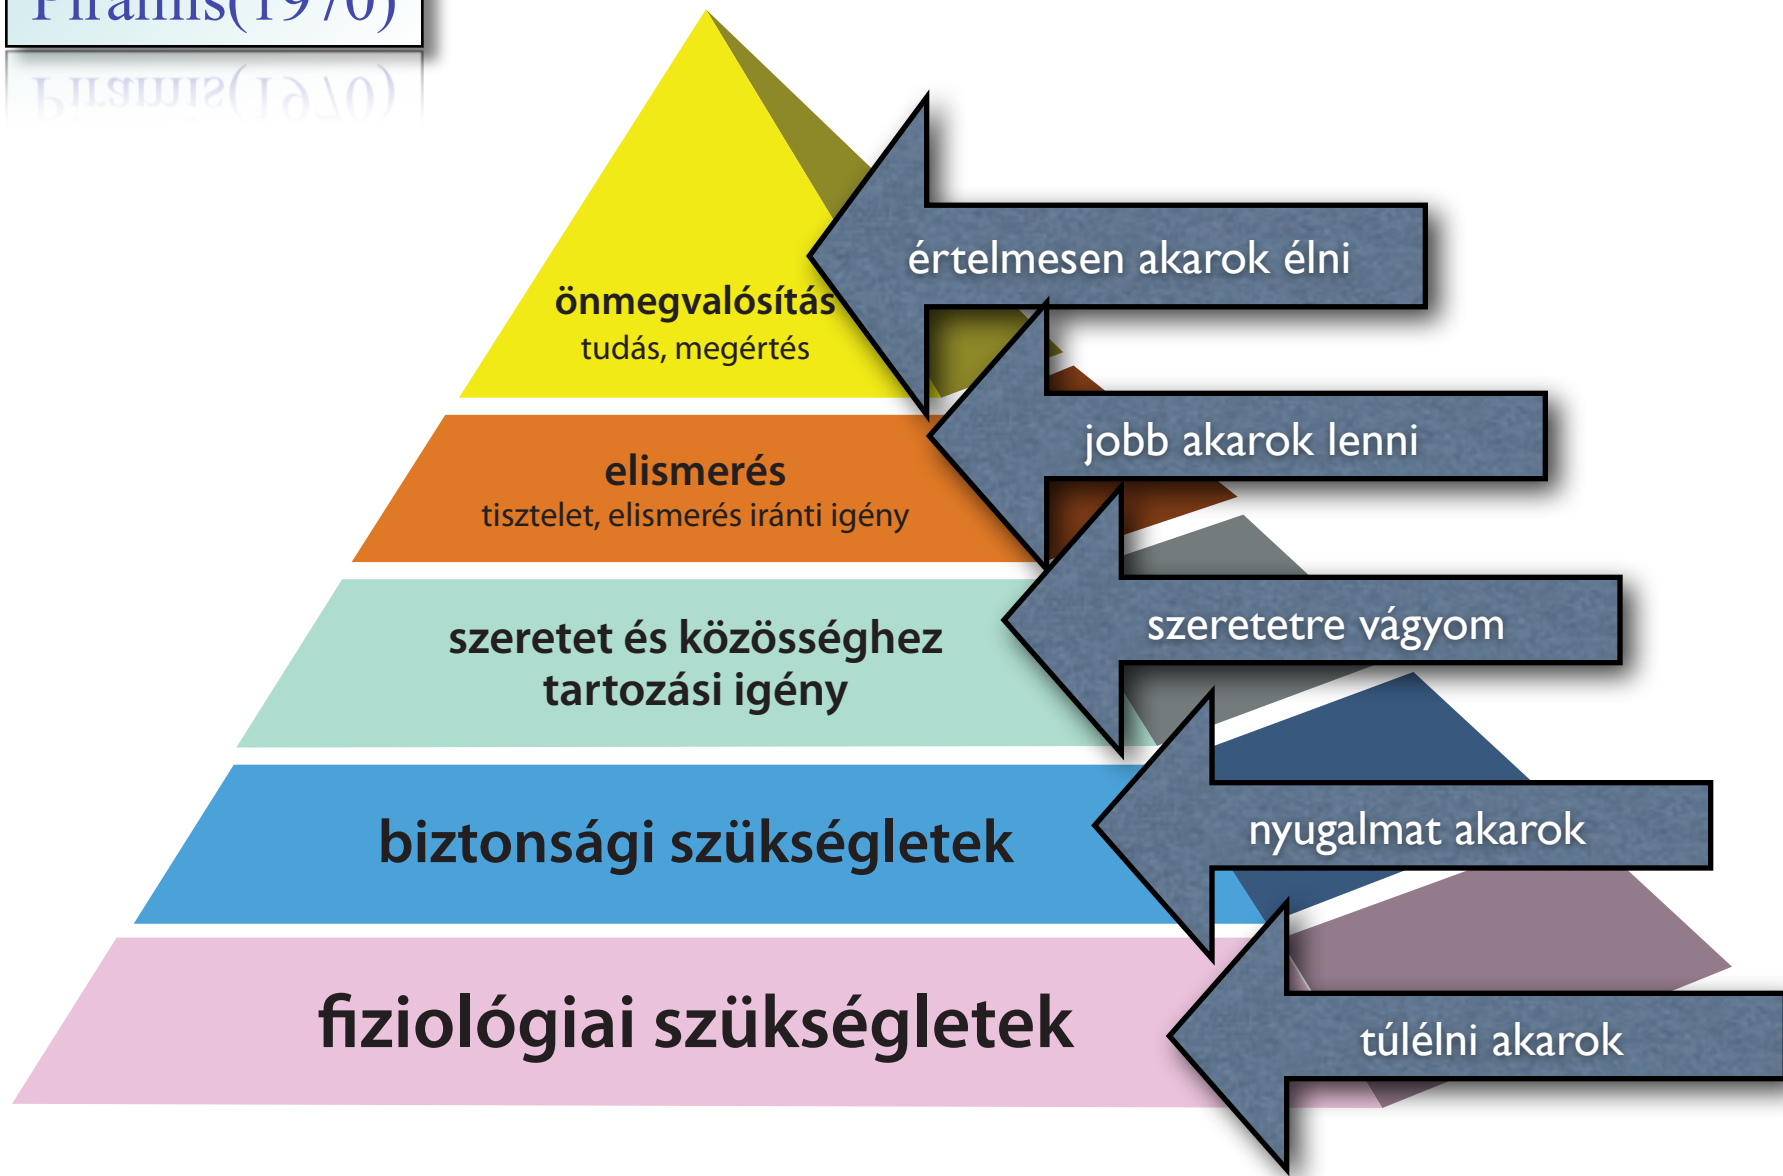 Piramis(1970)
értelmesen akarok élni
önmegvalósítás
tudás, megértés
jobb akarok lenni
elismerés
tisztelet, elismerés iránti igény
szeretetre vágyom
szeretet és közösséghez
tartozási igény
nyugalmat akarok
biztonsági szükségletek
túlélni akarok
fiziológiai szükségletek